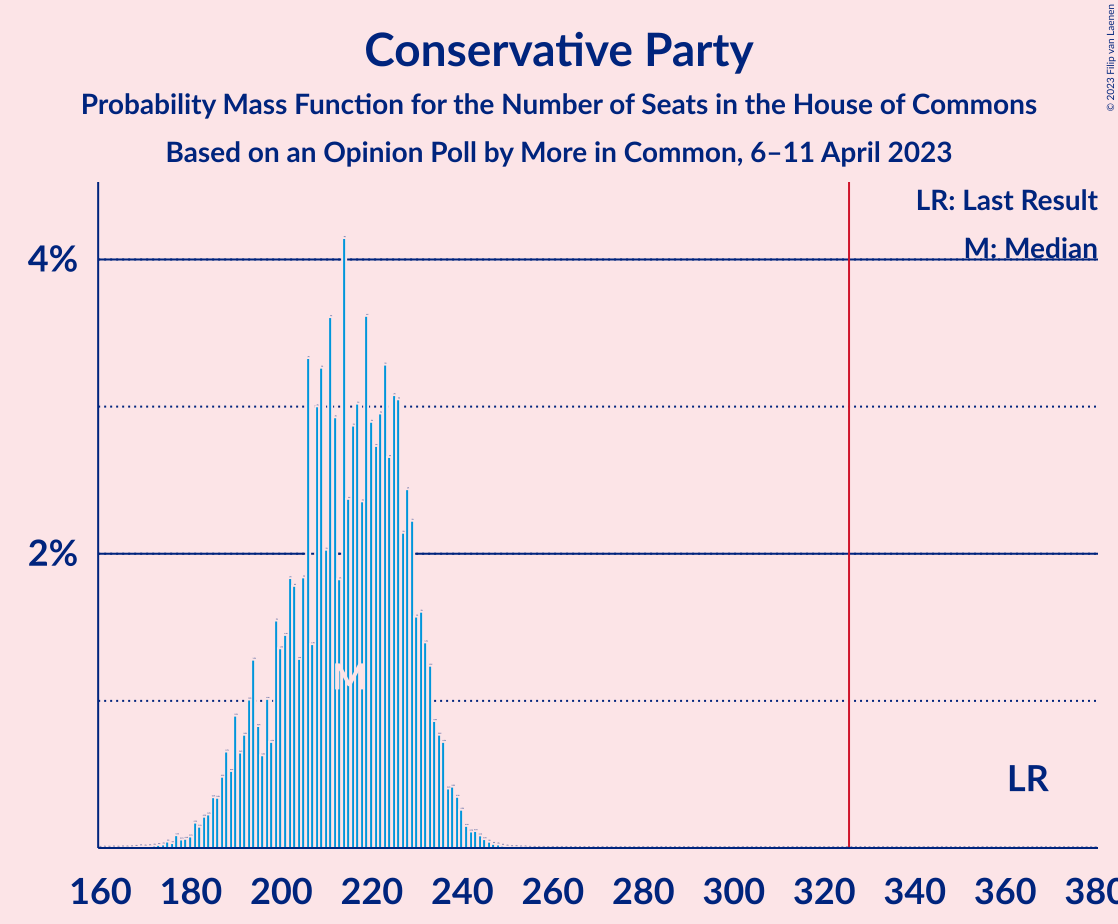 Conservative Party
Probability Mass Function for the Number of Seats in the House of Commons
Based on an Opinion Poll by More in Common, 6–11 April 2023
© 2023 Filip van Laenen
LR: Last Result
M: Median
4%
2%
M
LR
160 180 200 220 240 260 280 300 320 340 360 380